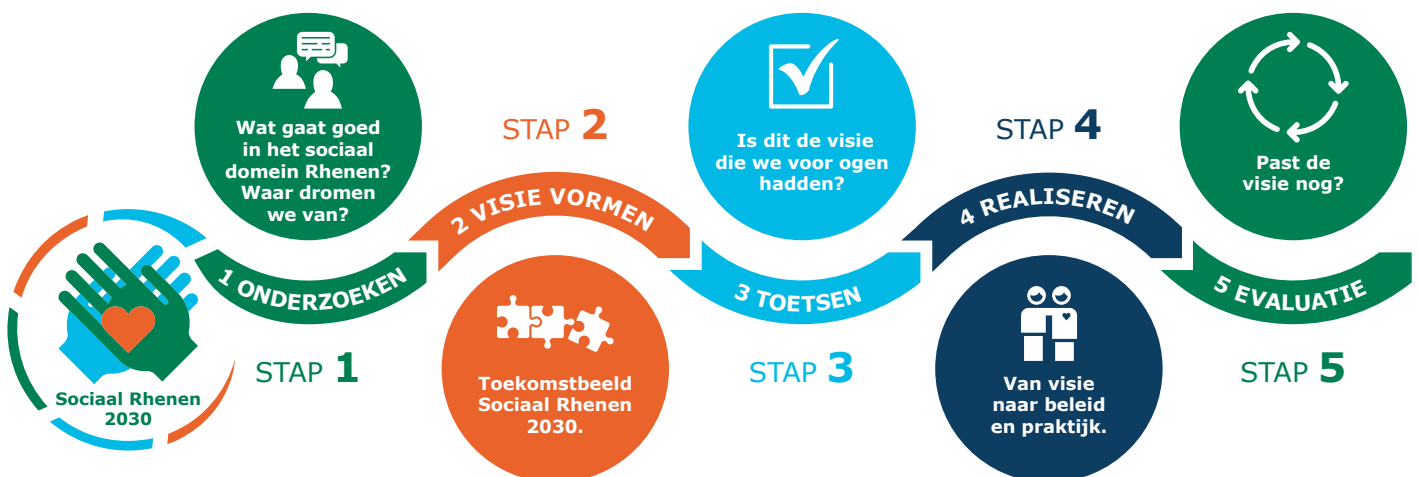 Sociaal Rhenen
2030
Wat gaat goed
in het sociaal
domein Rhenen?
Waar dromen
we van?
1 ONDERZOEKEN
STAP 1
STAP 2
2 VISIE VORMEN
Toekomstbeeld
Sociaal Rhenen
2030.
Is dit de visie
die we voor ogen
hadden?
3 TOETSEN
STAP 3
STAP 4
4 REALISEREN
Van visie
naar beleid
en praktijk.
Past de
visie nog?
5 EVALUATIE
STAP 5